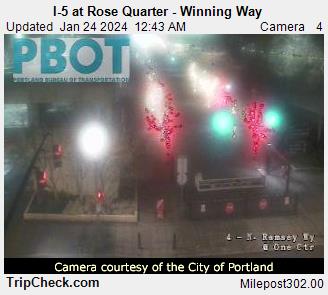 I-5 at Rose Quarter - Winning Way
Updated Jan 24 2024 12:43 AM Camera 4
PBOT
PORTLAND BUREAU OF TRANSPORTATION
4 - N. Ramsey Wy
@ One Ctr
Camera courtesy of the City of Portland
TripCheck.com Milepost302.00